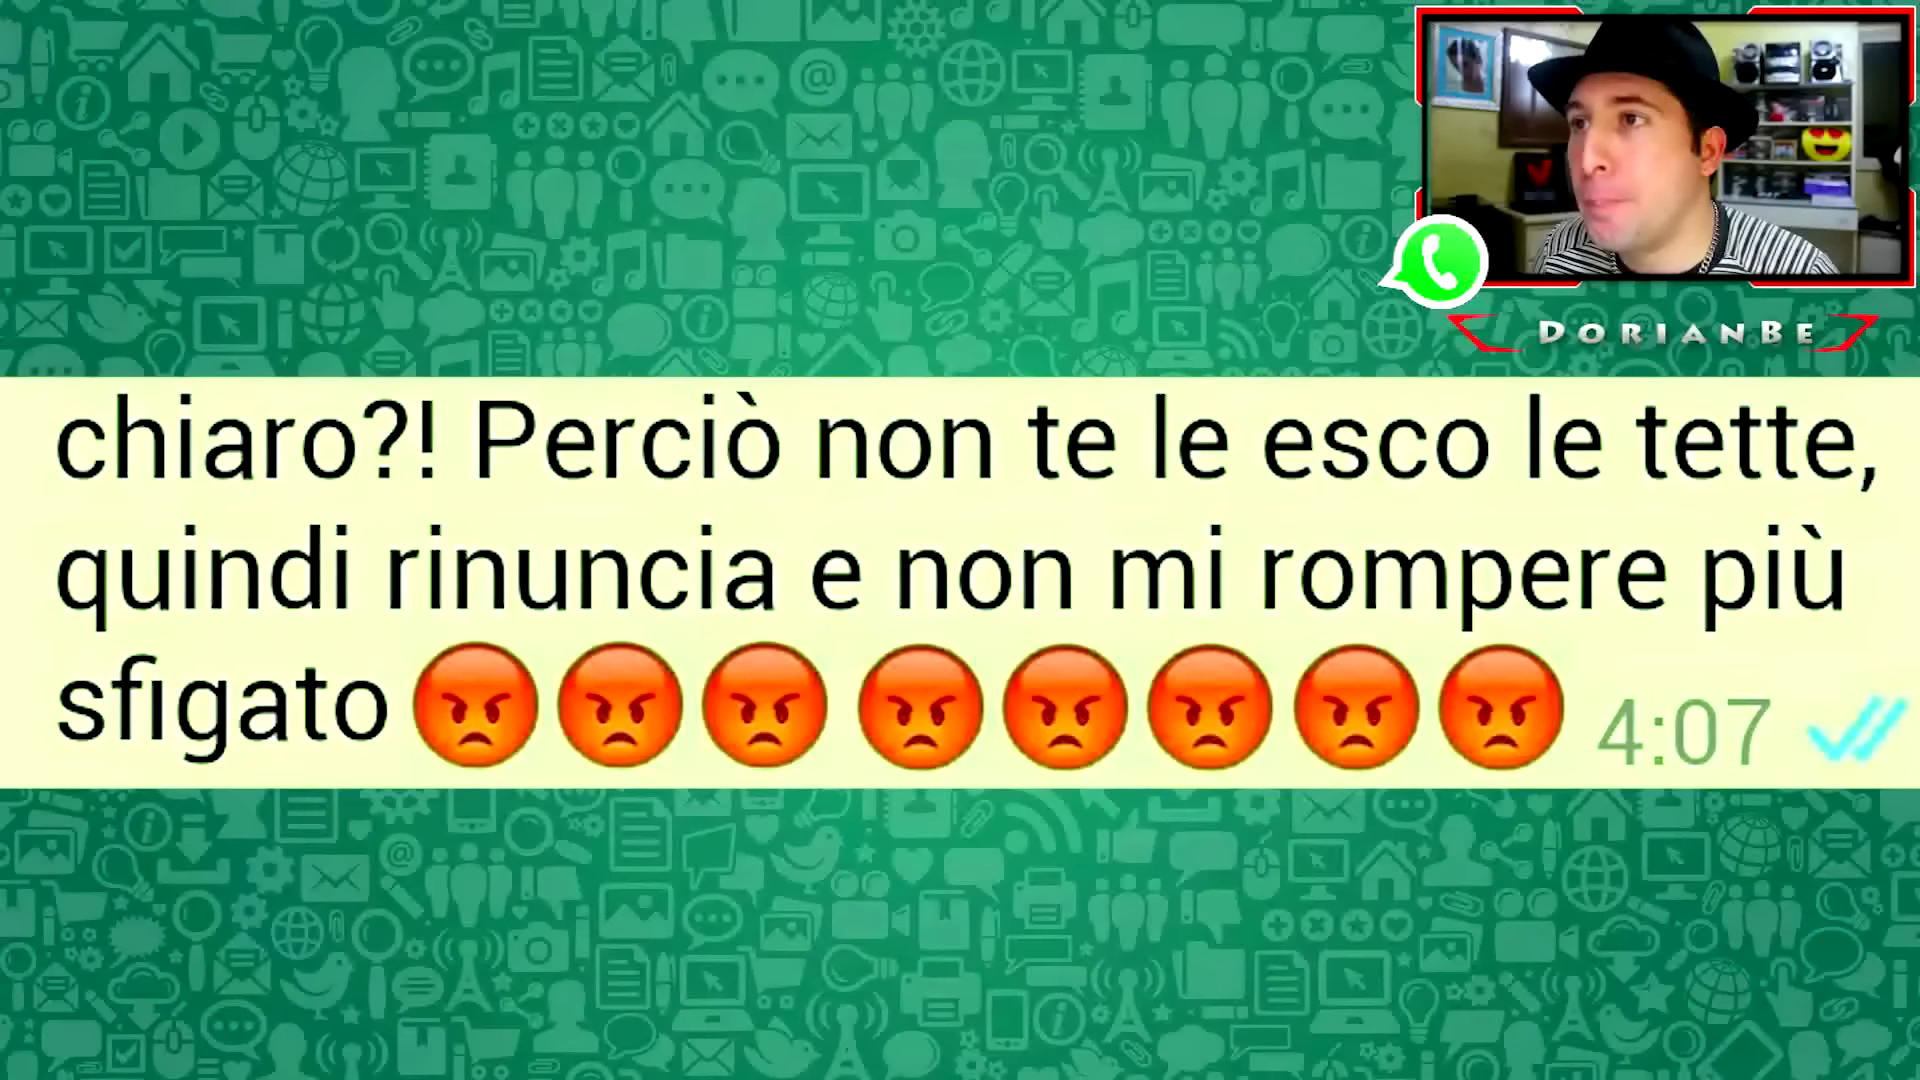 DORIANBE
chiaro?! Perciò non te le esco le tette,
quindi rinuncia e non mi rompere più
sfigato 😡😡😡😡😡😡😡😡 4:07